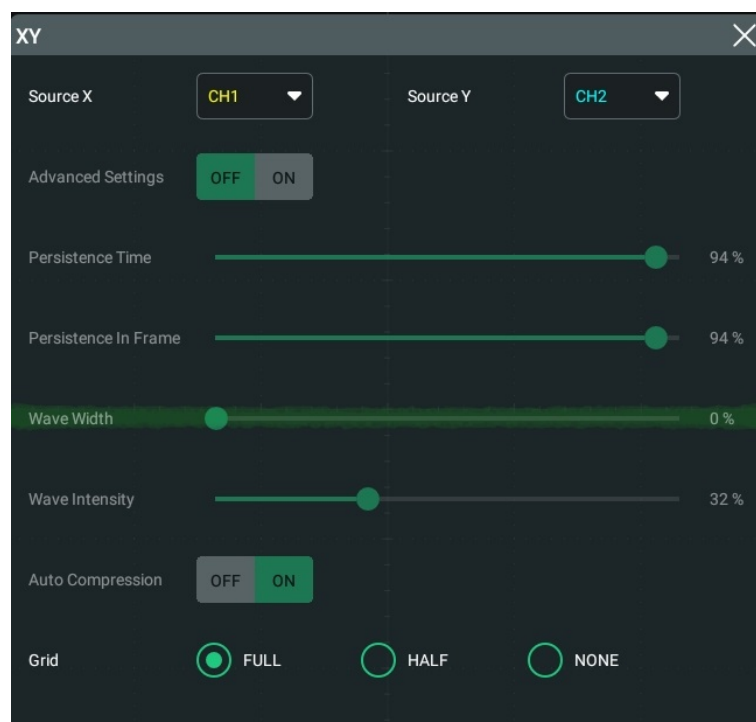 XY
Source X CH1 Source Y CH2
Advanced Settings OFF ON
Persistence Time 94 %
Persistence In Frame 94 %
Wave Width 0 %
Wave Intensity 32 %
Auto Compression OFF ON
Grid FULL HALF NONE